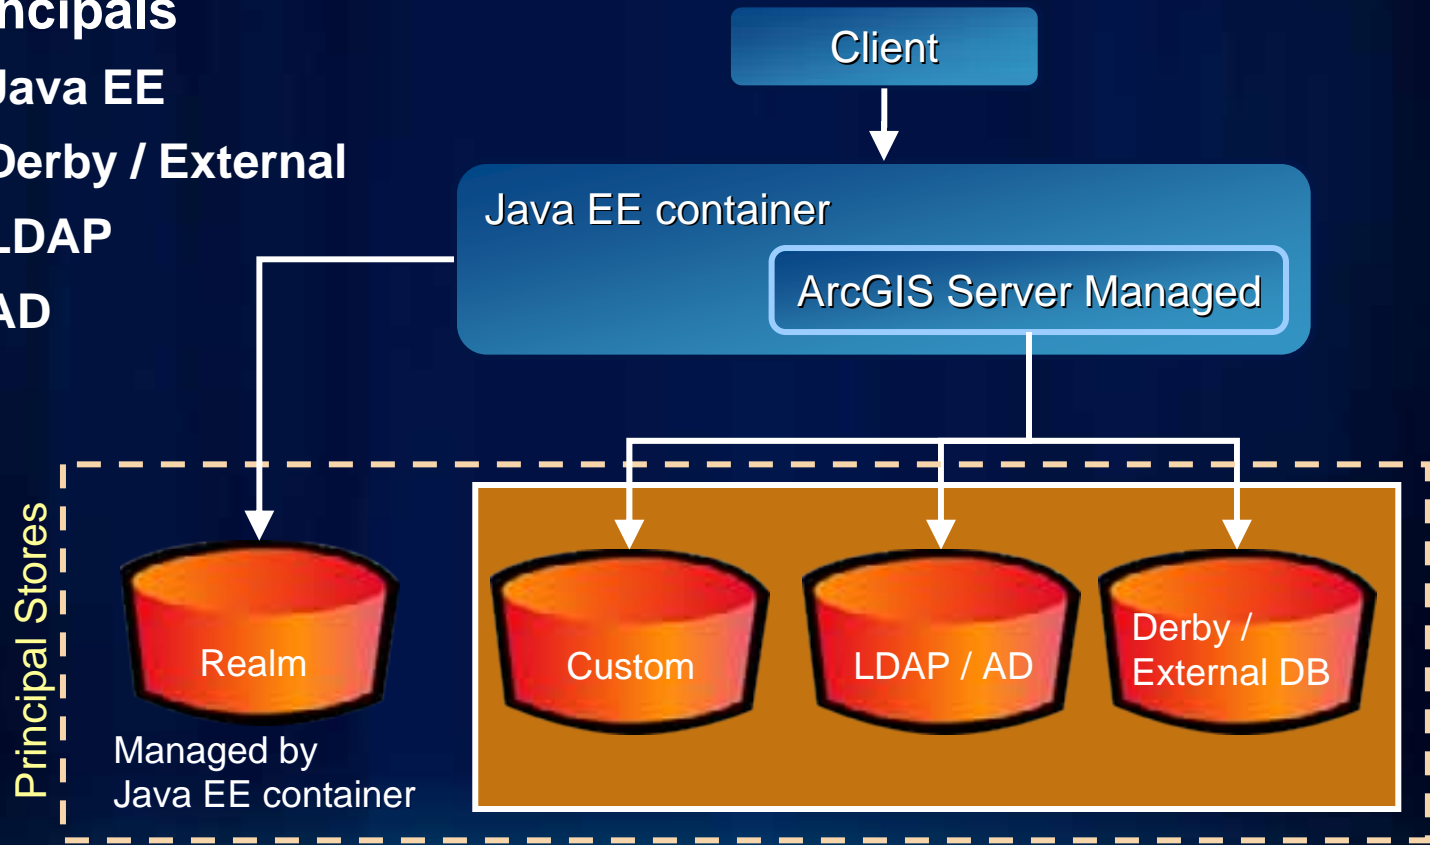 Java EE
Derby / External
LDAP
AD
Client
Java EE container
ArcGIS Server Managed
Principal Stores
Realm
Managed by
Java EE container
Custom
LDAP / AD
Derby /
External DB